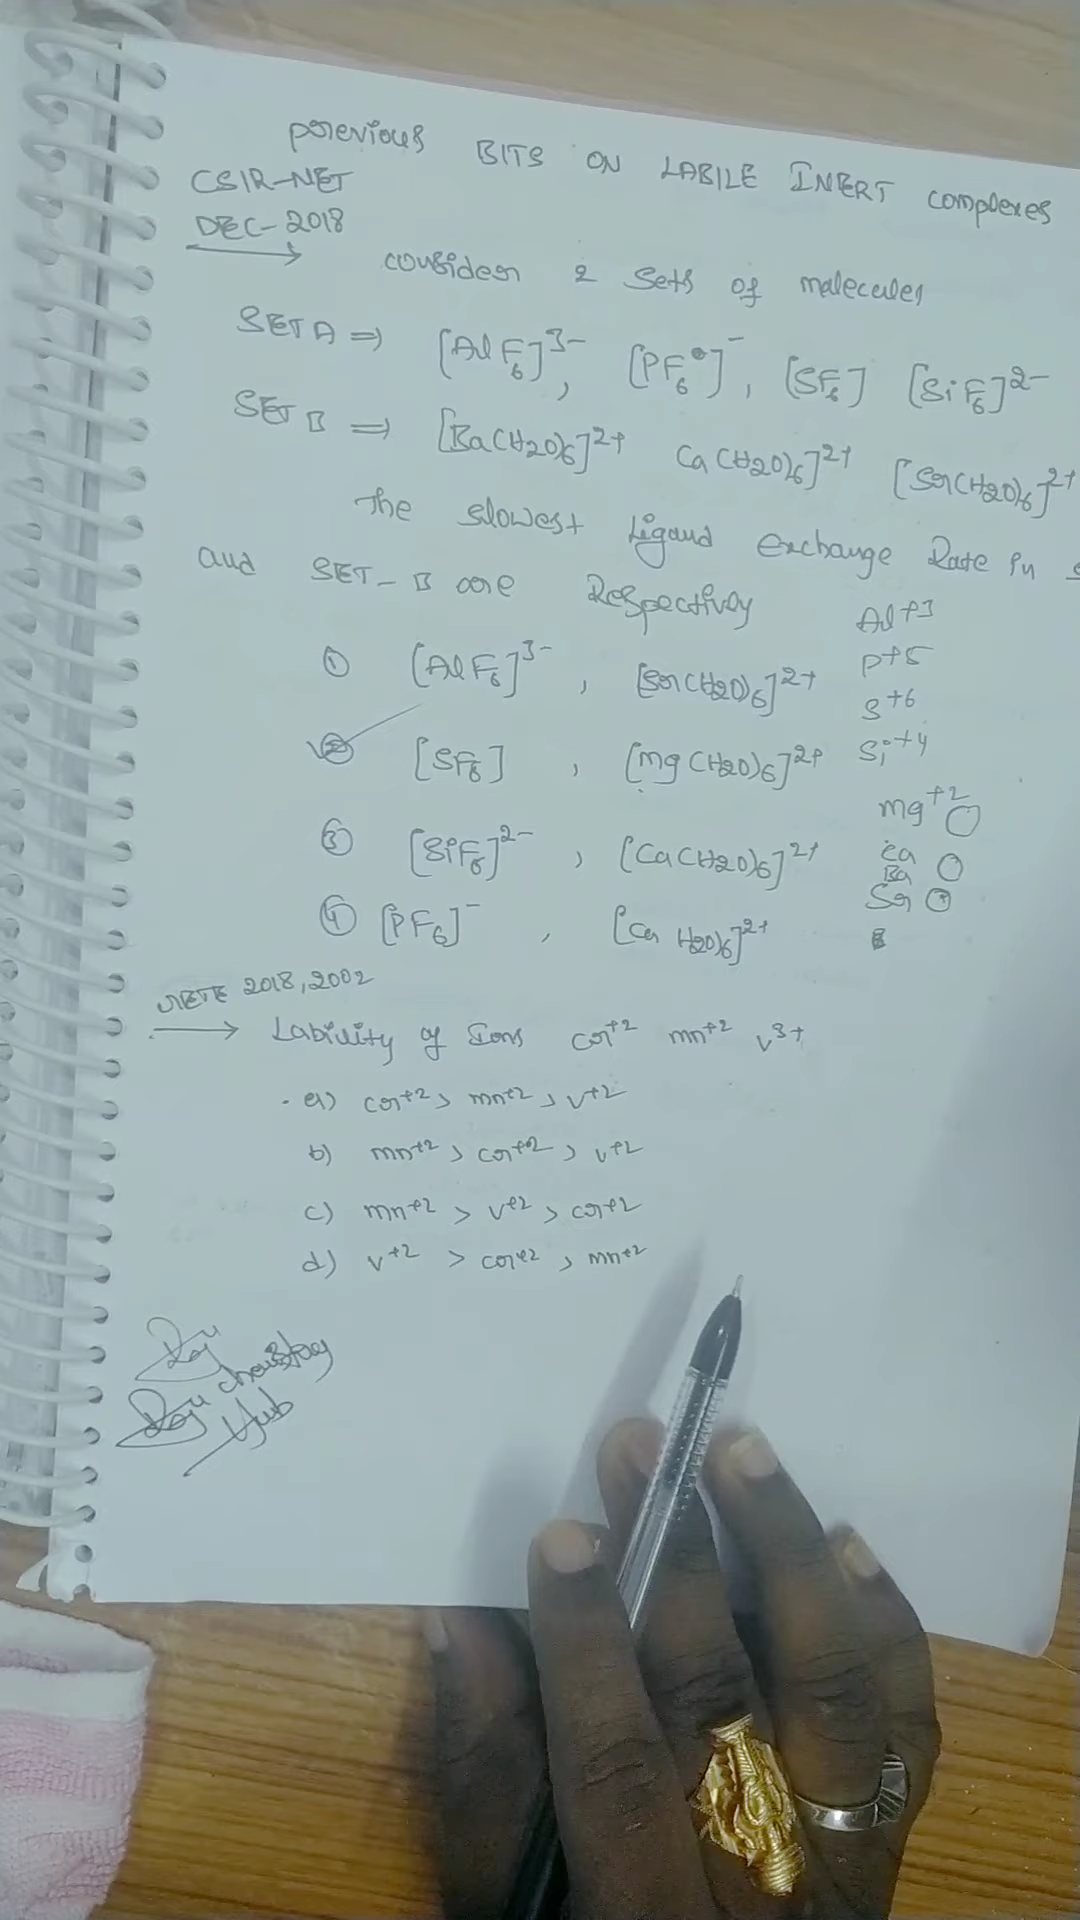 previous BITS ON LABILE INERT complexes
CSIR-NET
DEC-2018
consider 2 sets of molecules
SET A ⇒ [AlF6]3-, [PF6]-, [SF6] [SiF6]2-
SET B ⇒ [Ba(H2O)6]2+ Ca(H2O)6]2+ [Sr(H2O)6]2+
The slowest Ligand exchange Rate in s
and SET-B are Respectively
Al+3
P+5
S+6
Si+4
① [AlF6]3-, [Sr(H2O)6]2+
② [SF6], [Mg(H2O)6]2+
mg+2
③ [SiF6]2-, [Ca(H2O)6]2+
Ca
Ba
Sr
④ [PF6]-, [Ca H2O)6]2+
2018, 2002
Lability of Ions cr+2 mn+2 v3+
a) cr+2 > mn+2 > v+2
b) mn+2 > cr+2 > v+2
c) mn+2 > v+2 > cr+2
d) v+2 > cr+2 > mn+2
Raju
Raju chemistry
Hub